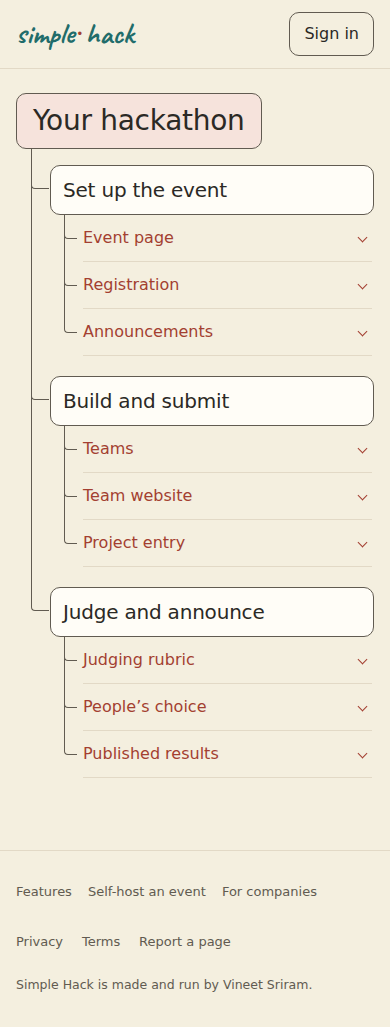 simple·hack
Sign in
Your hackathon
Set up the event
Event page
Registration
Announcements
Build and submit
Teams
Team website
Project entry
Judge and announce
Judging rubric
People’s choice
Published results
Features Self-host an event For companies
Privacy Terms Report a page
Simple Hack is made and run by Vineet Sriram.